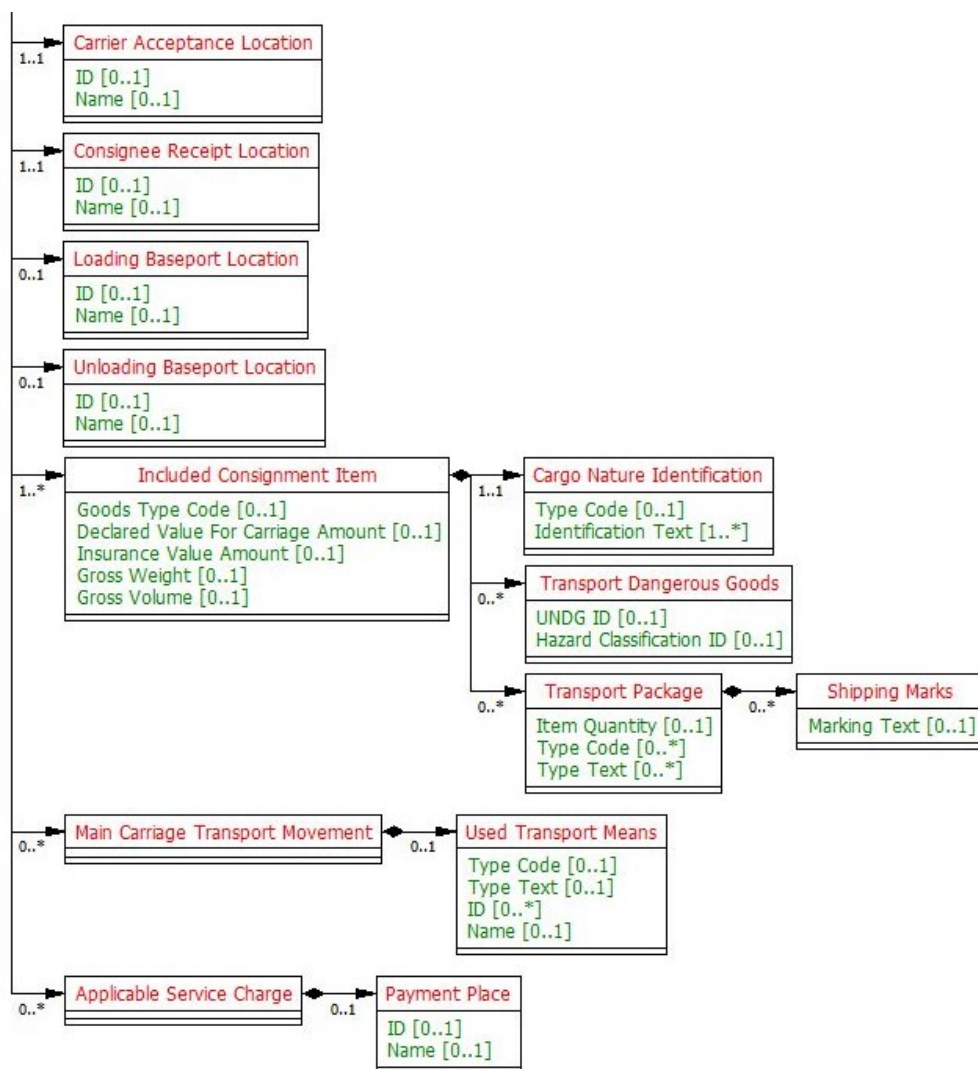 Carrier Acceptance Location
1..1
ID [0..1]
Name [0..1]
Consignee Receipt Location
1..1
ID [0..1]
Name [0..1]
Loading Baseport Location
0..1
ID [0..1]
Name [0..1]
Unloading Baseport Location
0..1
ID [0..1]
Name [0..1]
Included Consignment Item
1..*
Goods Type Code [0..1]
Declared Value For Carriage Amount [0..1]
Insurance Value Amount [0..1]
Gross Weight [0..1]
Gross Volume [0..1]
Cargo Nature Identification
1..1
Type Code [0..1]
Identification Text [1..*]
Transport Dangerous Goods
0..*
UNDG ID [0..1]
Hazard Classification ID [0..1]
Transport Package
0..*
Item Quantity [0..1]
Type Code [0..*]
Type Text [0..*]
Shipping Marks
0..*
Marking Text [0..1]
Main Carriage Transport Movement
0..*
Used Transport Means
0..1
Type Code [0..1]
Type Text [0..1]
ID [0..*]
Name [0..1]
Applicable Service Charge
0..*
Payment Place
0..1
ID [0..1]
Name [0..1]